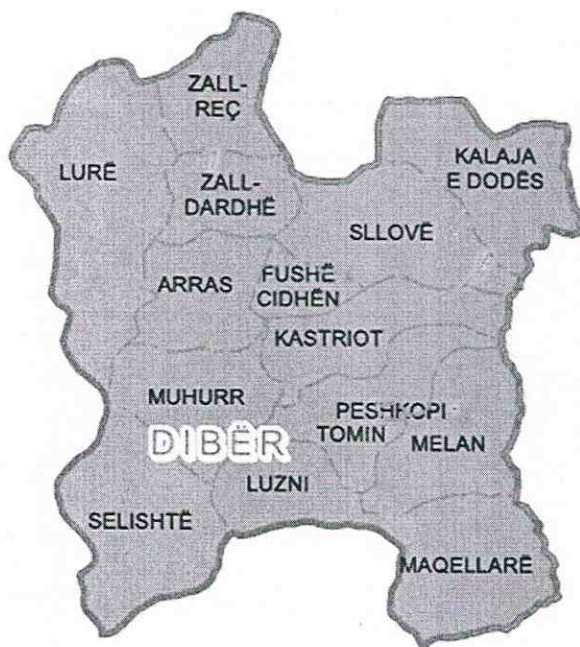 ZALL-
REÇ
LURË
KALAJA
E DODËS
ZALL-
DARDHË
SLLOVË
ARRAS
FUSHË
CIDHËN
KASTRIOT
MUHURR
PESHKOPI
TOMIN
MELAN
DIBËR
LUZNI
SELISHTË
MAQELLARË